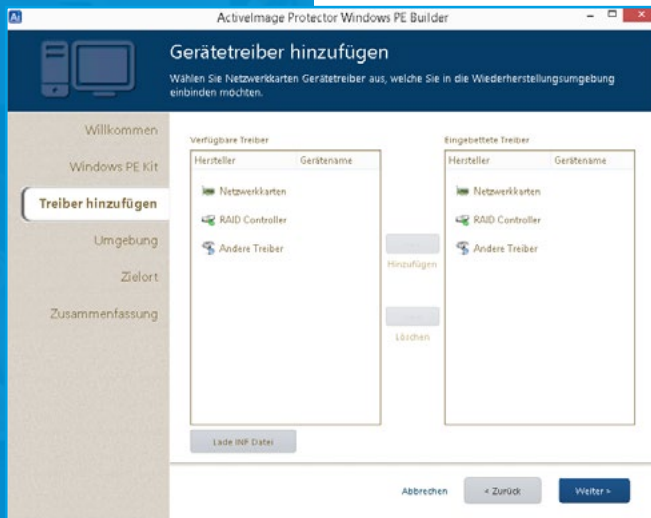 Ai
ActiveImage Protector Windows PE Builder
Gerätetreiber hinzufügen
Wählen Sie Netzwerkkarten Gerätetreiber aus, welche Sie in die Wiederherstellungsumgebung
einbinden möchten.
Willkommen
Windows PE Kit
Treiber hinzufügen
Umgebung
Zielort
Zusammenfassung
Verfügbare Treiber
Hersteller Gerätename
Netzwerkkarten
RAID Controller
Andere Treiber
Hinzufügen
Löschen
Eingebettete Treiber
Hersteller Gerätename
Netzwerkkarten
RAID Controller
Andere Treiber
Lade INF Datei
Abbrechen
< Zurück
Weiter >